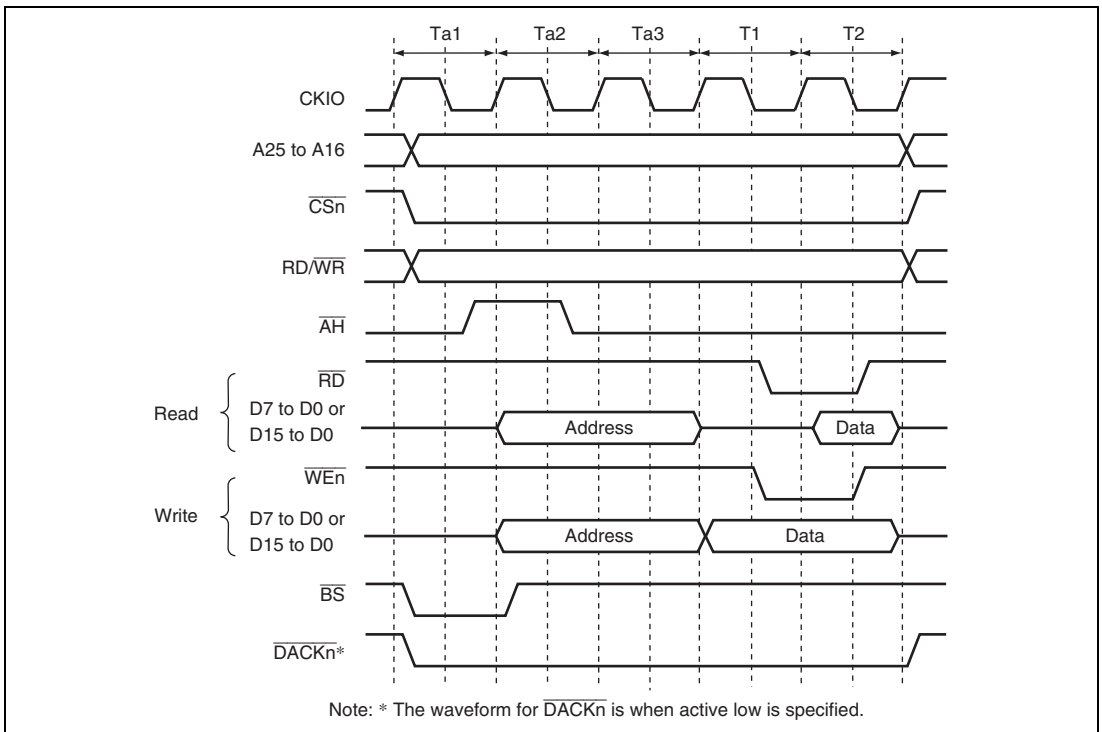 Ta1 Ta2 Ta3 T1 T2
CKIO
A25 to A16
CSn
RD/WR
AH
RD
Read
D7 to D0 or
D15 to D0
Address Data
WEn
Write
D7 to D0 or
D15 to D0
Address Data
BS
DACKn*
Note: * The waveform for DACKn is when active low is specified.